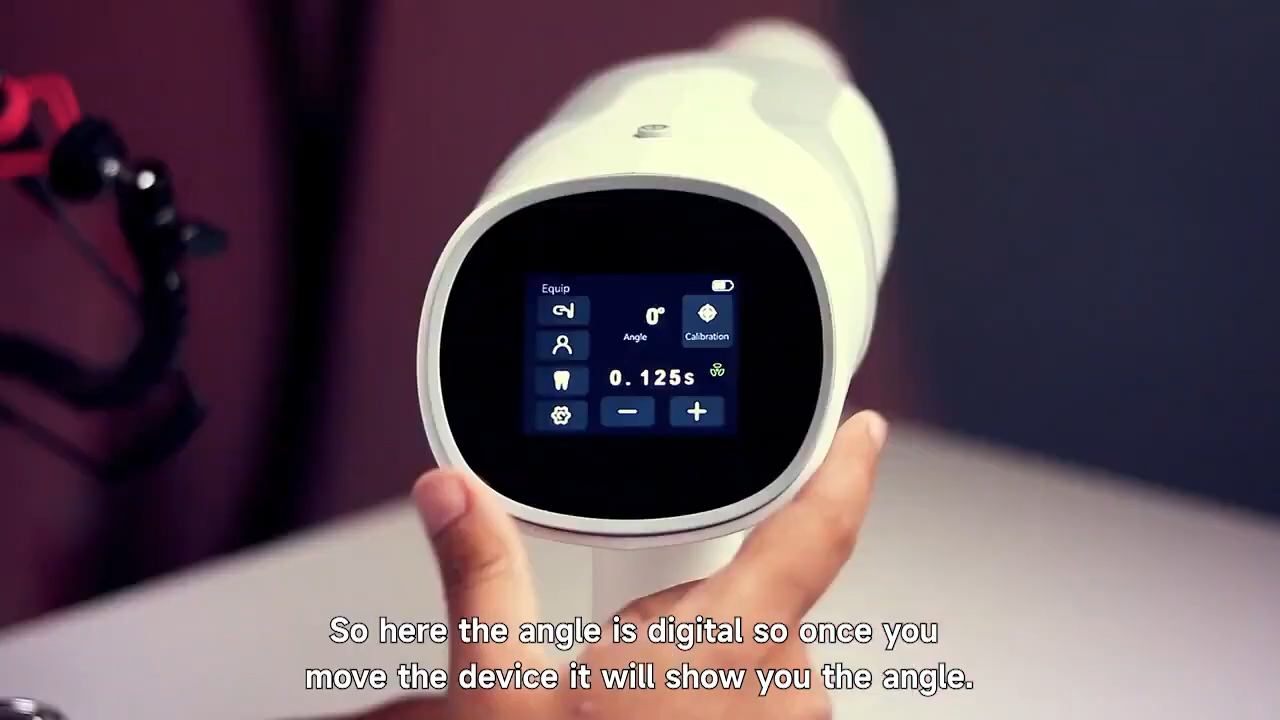 Equip
0°
Angle
Calibration
0.125s
So here the angle is digital so once you
move the device it will show you the angle.